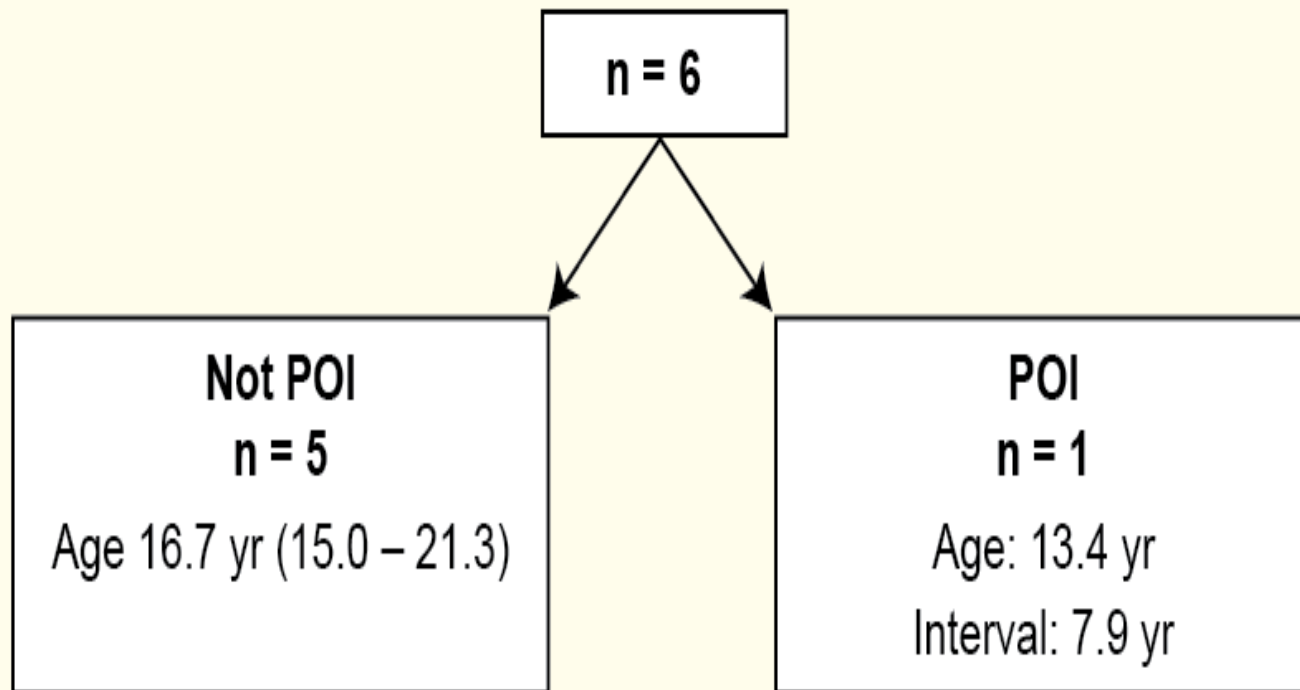 n = 6
Not POI
n = 5
Age 16.7 yr (15.0 – 21.3)
POI
n = 1
Age: 13.4 yr
Interval: 7.9 yr